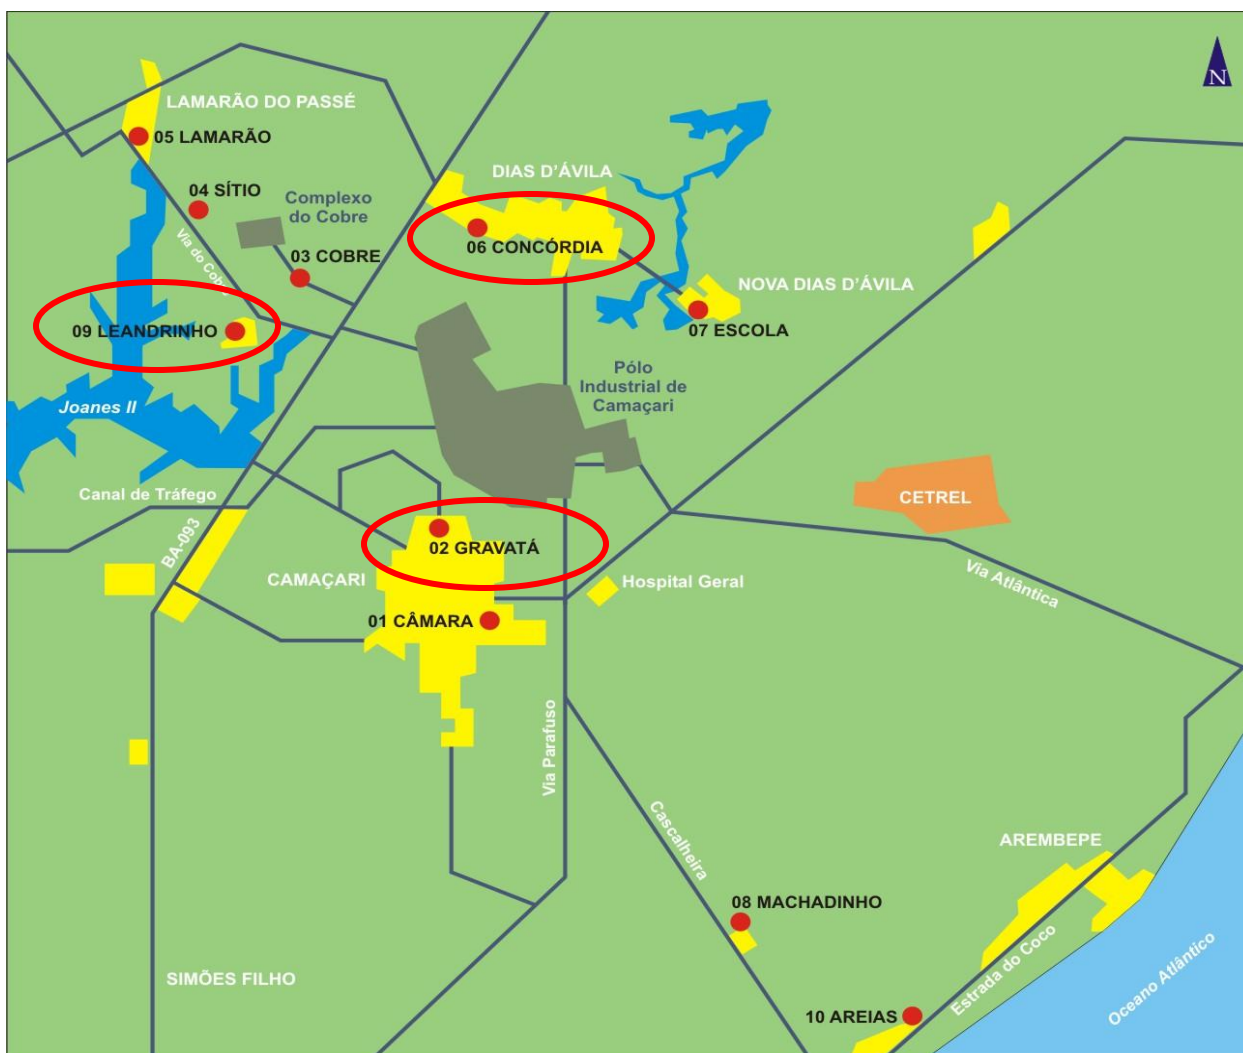 N
LAMARÃO DO PASSÉ
05 LAMARÃO
DIAS D'ÁVILA
04 SÍTIO
Complexo
do Cobre
Via do Cobre
03 COBRE
06 CONCÓRDIA
NOVA DIAS D'ÁVILA
07 ESCOLA
09 LEANDRINHO
Pólo
Industrial de
Camaçari
Joanes II
Canal de Tráfego
CETREL
BA-093
02 GRAVATÁ
CAMAÇARI
Hospital Geral
Via Atlântica
01 CÂMARA
Via Parafuso
Cascalheira
AREMBEPE
08 MACHADINHO
Estrada do Coco
Oceano Atlântico
SIMÕES FILHO
10 AREIAS